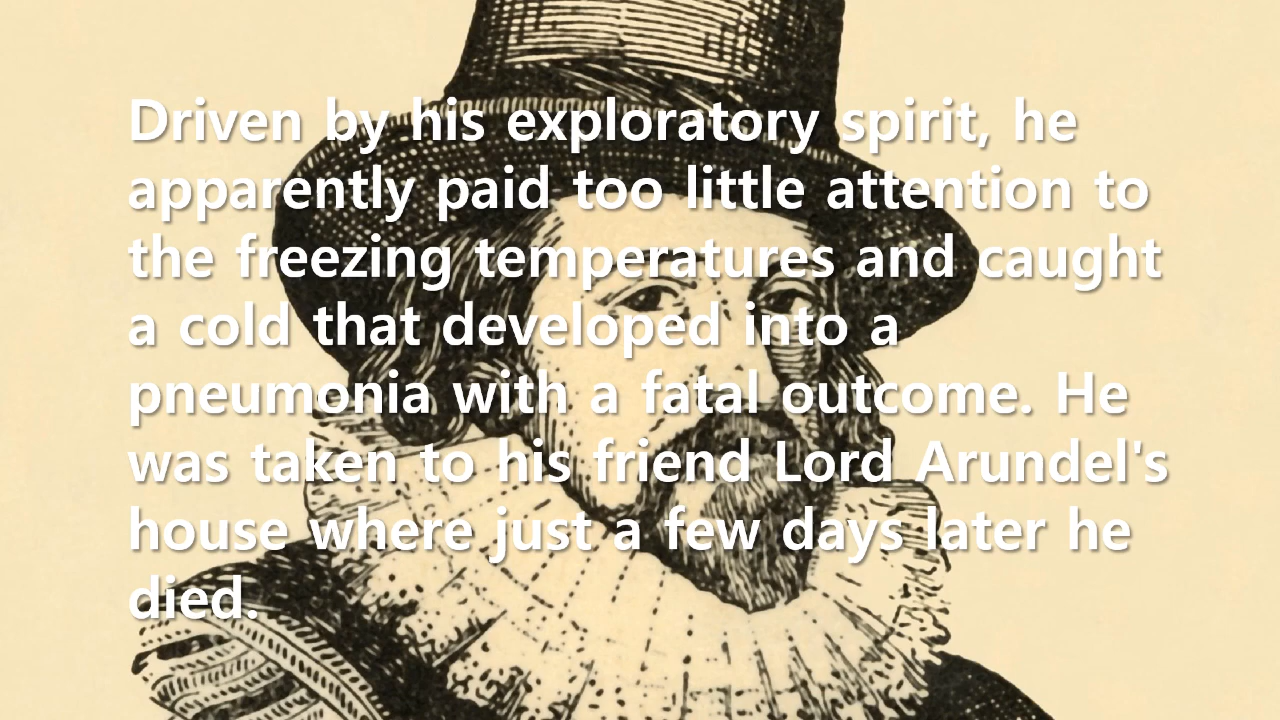 Driven by his exploratory spirit, he
apparently paid too little attention to
the freezing temperatures and caught
a cold that developed into a
pneumonia with a fatal outcome. He
was taken to his friend Lord Arundel's
house where just a few days later he
died.